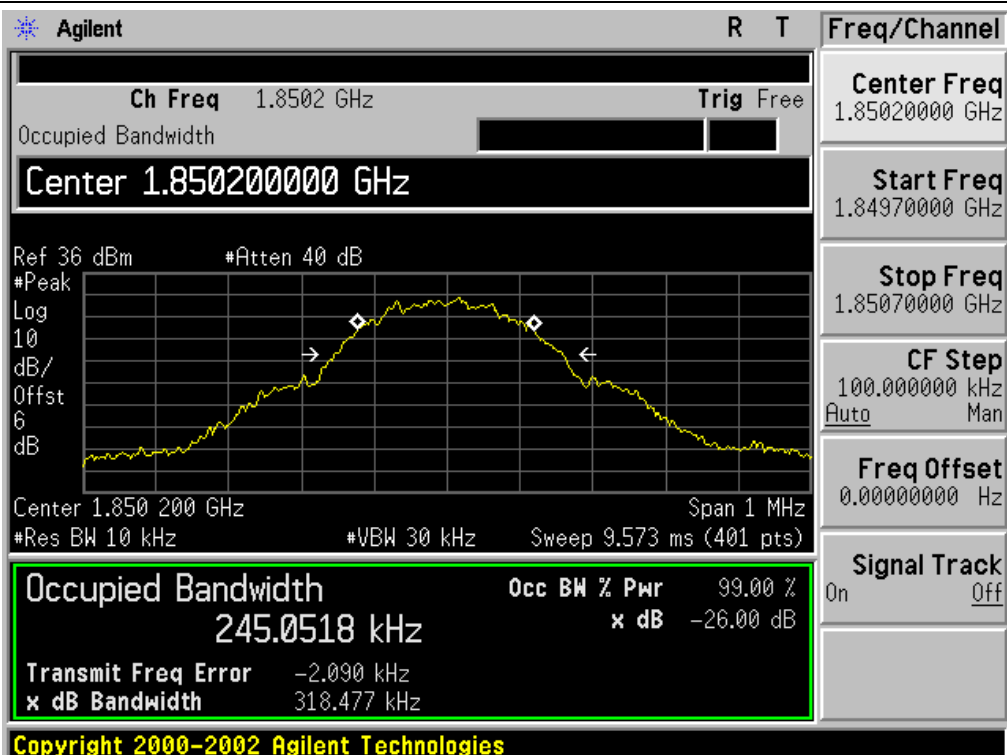 Agilent R T
Ch Freq 1.8502 GHz Trig Free
Occupied Bandwidth
Center 1.850200000 GHz
Ref 36 dBm #Atten 40 dB
#Peak
Log
10
dB/
Offst
6
dB
Center 1.850 200 GHz Span 1 MHz
#Res BW 10 kHz #VBW 30 kHz Sweep 9.573 ms (401 pts)
Occupied Bandwidth Occ BW % Pwr 99.00 %
245.0518 kHz x dB -26.00 dB
Transmit Freq Error -2.090 kHz
x dB Bandwidth 318.477 kHz
Copyright 2000-2002 Agilent Technologies
Freq/Channel
Center Freq
1.85020000 GHz
Start Freq
1.84970000 GHz
Stop Freq
1.85070000 GHz
CF Step
100.000000 kHz
Auto Man
Freq Offset
0.00000000 Hz
Signal Track
On Off